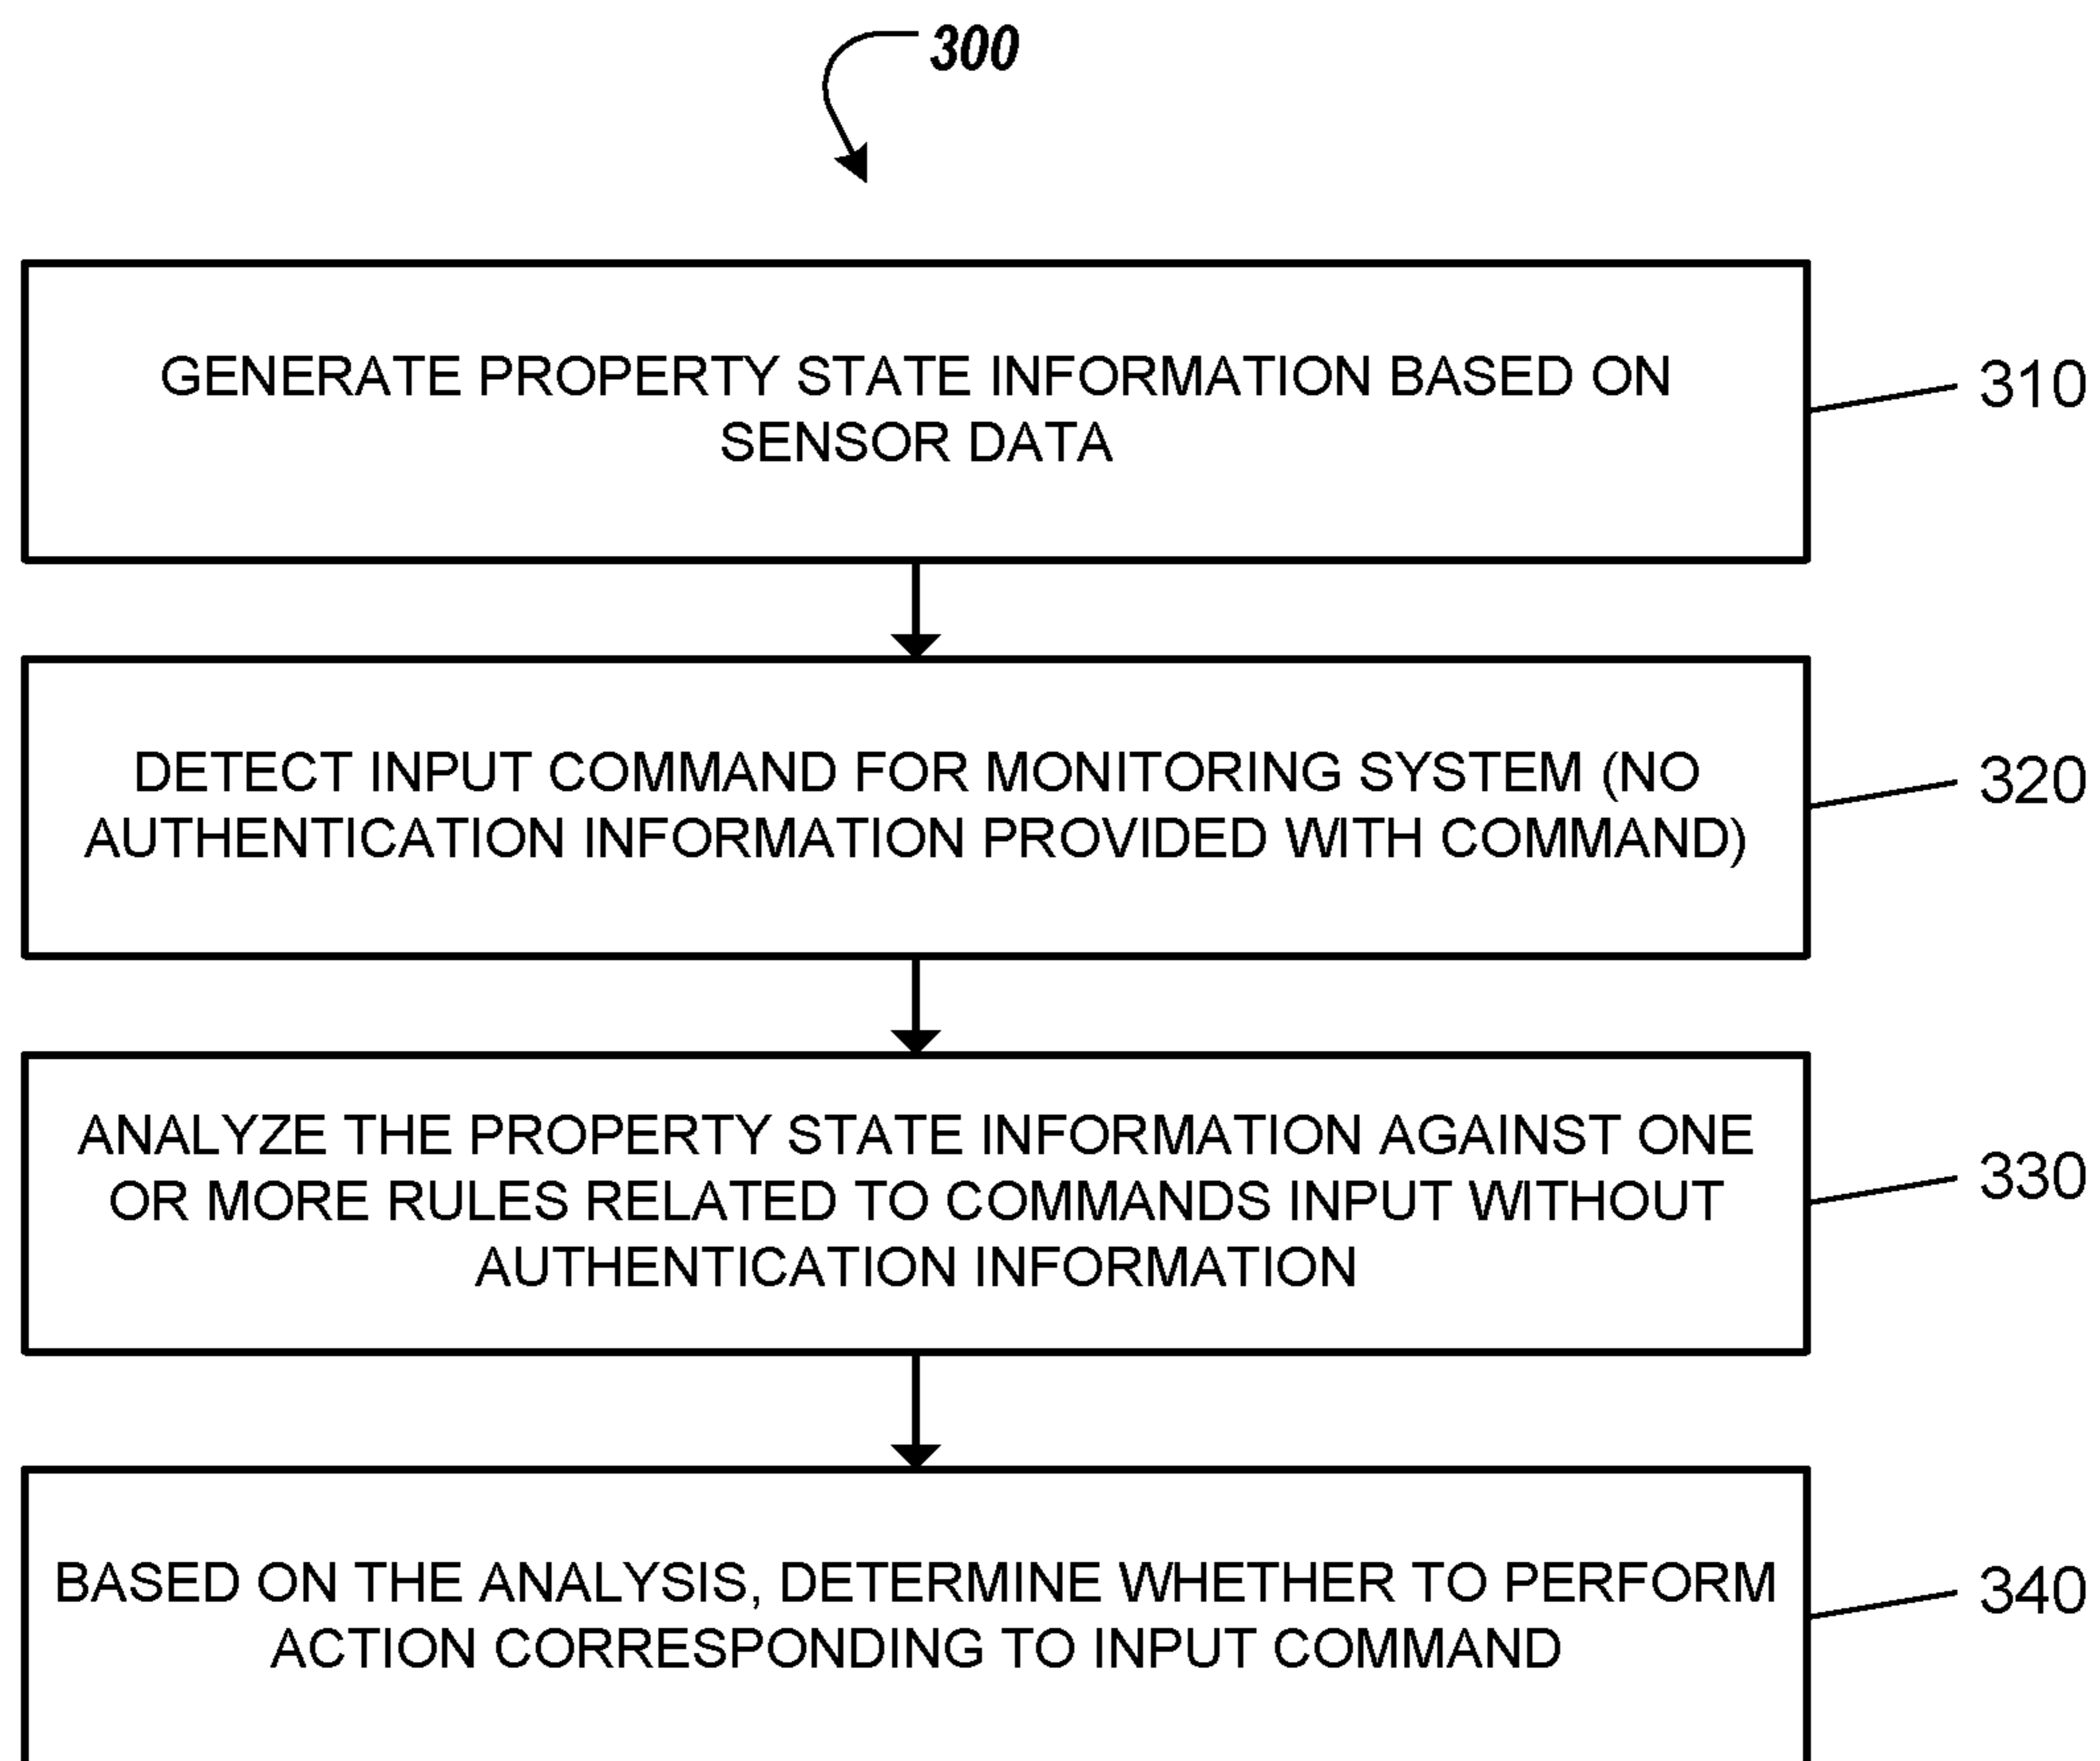 300
GENERATE PROPERTY STATE INFORMATION BASED ON
SENSOR DATA
310
DETECT INPUT COMMAND FOR MONITORING SYSTEM (NO
AUTHENTICATION INFORMATION PROVIDED WITH COMMAND)
320
ANALYZE THE PROPERTY STATE INFORMATION AGAINST ONE
OR MORE RULES RELATED TO COMMANDS INPUT WITHOUT
AUTHENTICATION INFORMATION
330
BASED ON THE ANALYSIS, DETERMINE WHETHER TO PERFORM
ACTION CORRESPONDING TO INPUT COMMAND
340